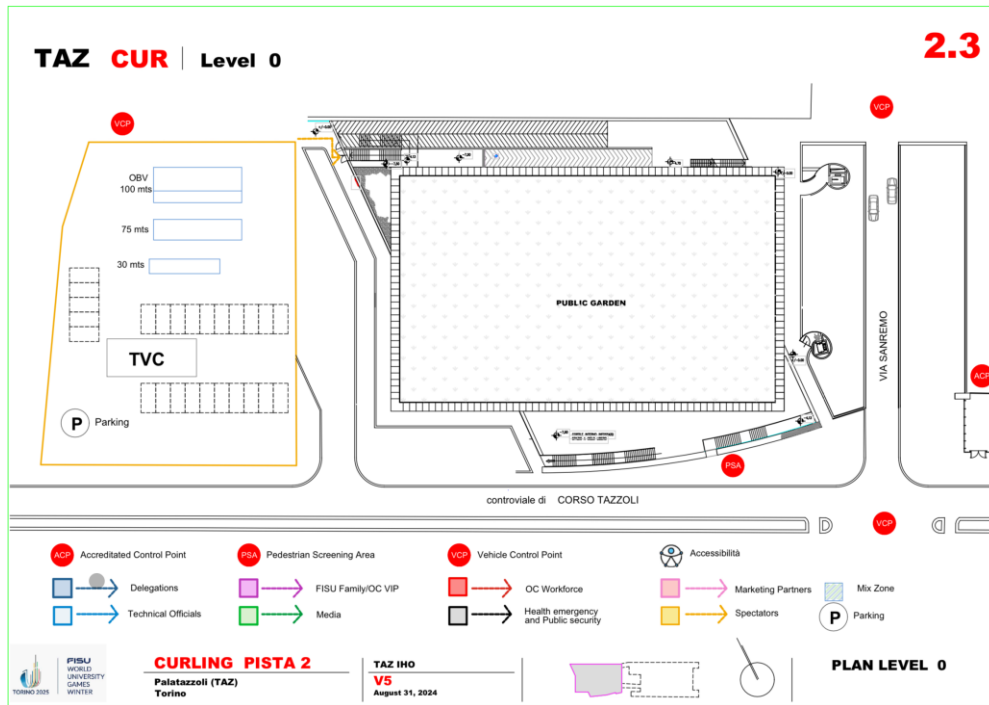 TAZ CUR Level 0
2.3
VCP
VCP
OBV
100 mts
75 mts
30 mts
TVC
P Parking
PUBLIC GARDEN
VIA SANREMO
ACP
PSA
controviale di CORSO TAZZOLI
VCP
ACP Accreditated Control Point
PSA Pedestrian Screening Area
VCP Vehicle Control Point
Accessibilità
Delegations
FISU Family/OC VIP
OC Workforce
Marketing Partners
Mix Zone
Technical Officials
Media
Health emergency
and Public security
Spectators
P Parking
TORINO 2025
FISU
WORLD
UNIVERSITY
GAMES
WINTER
CURLING PISTA 2
Palatazzoli (TAZ)
Torino
TAZ IHO
V5
August 31, 2024
PLAN LEVEL 0